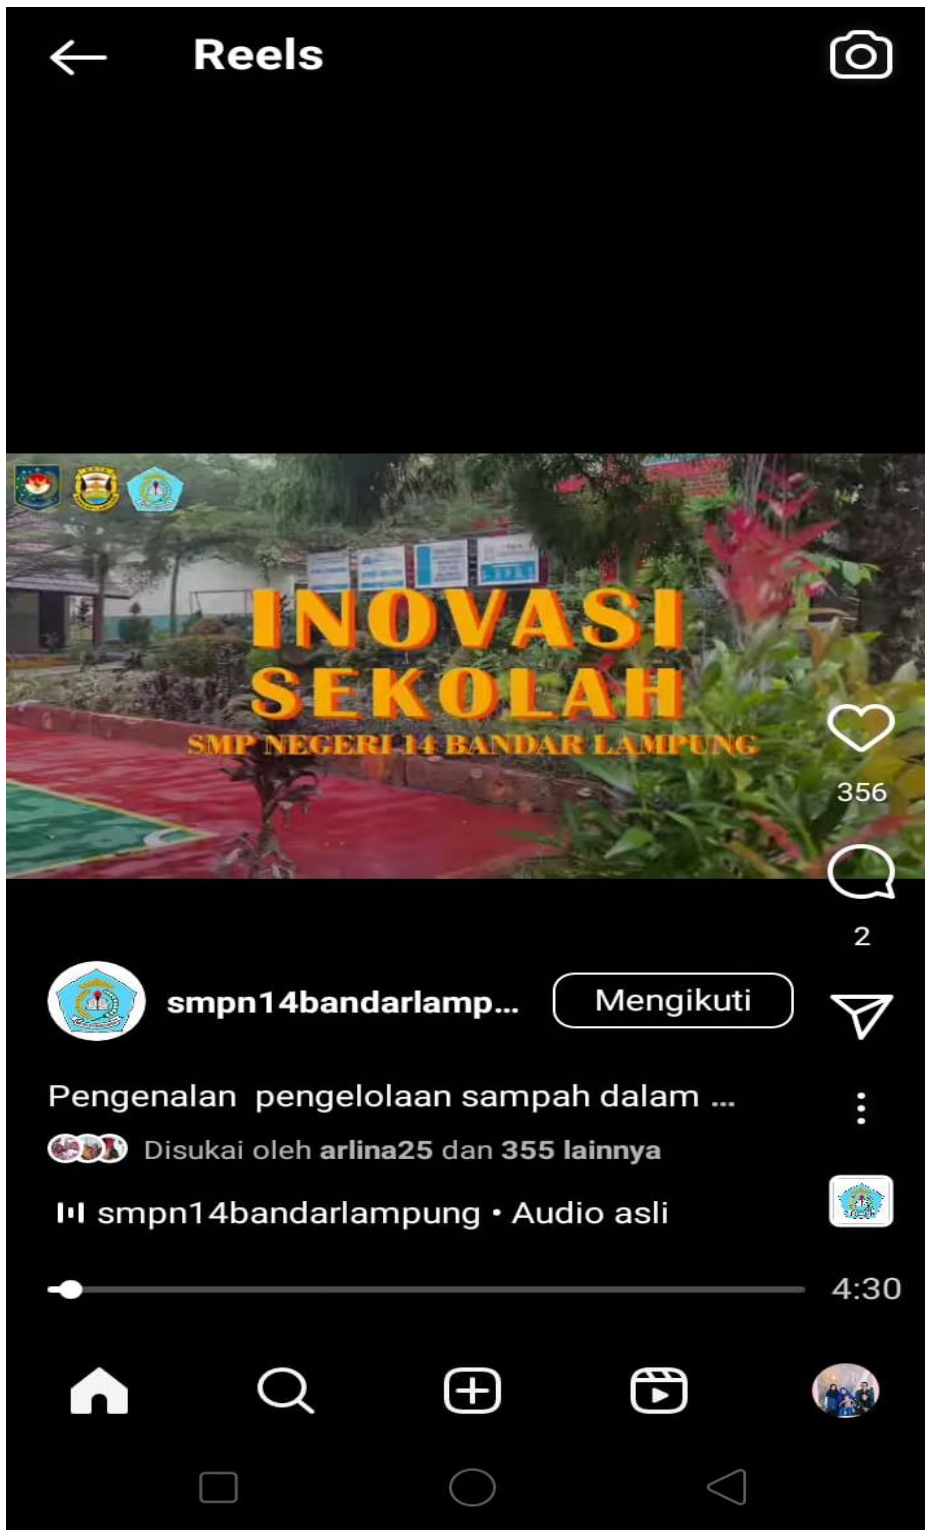 Reels
INOVASI
SEKOLAH
SMP NEGERI 14 BANDAR LAMPUNG
356
2
smpn14bandarlamp...
Mengikuti
Pengenalan pengelolaan sampah dalam ...
Disukai oleh arlina25 dan 355 lainnya
smpn14bandarlampung • Audio asli
4:30